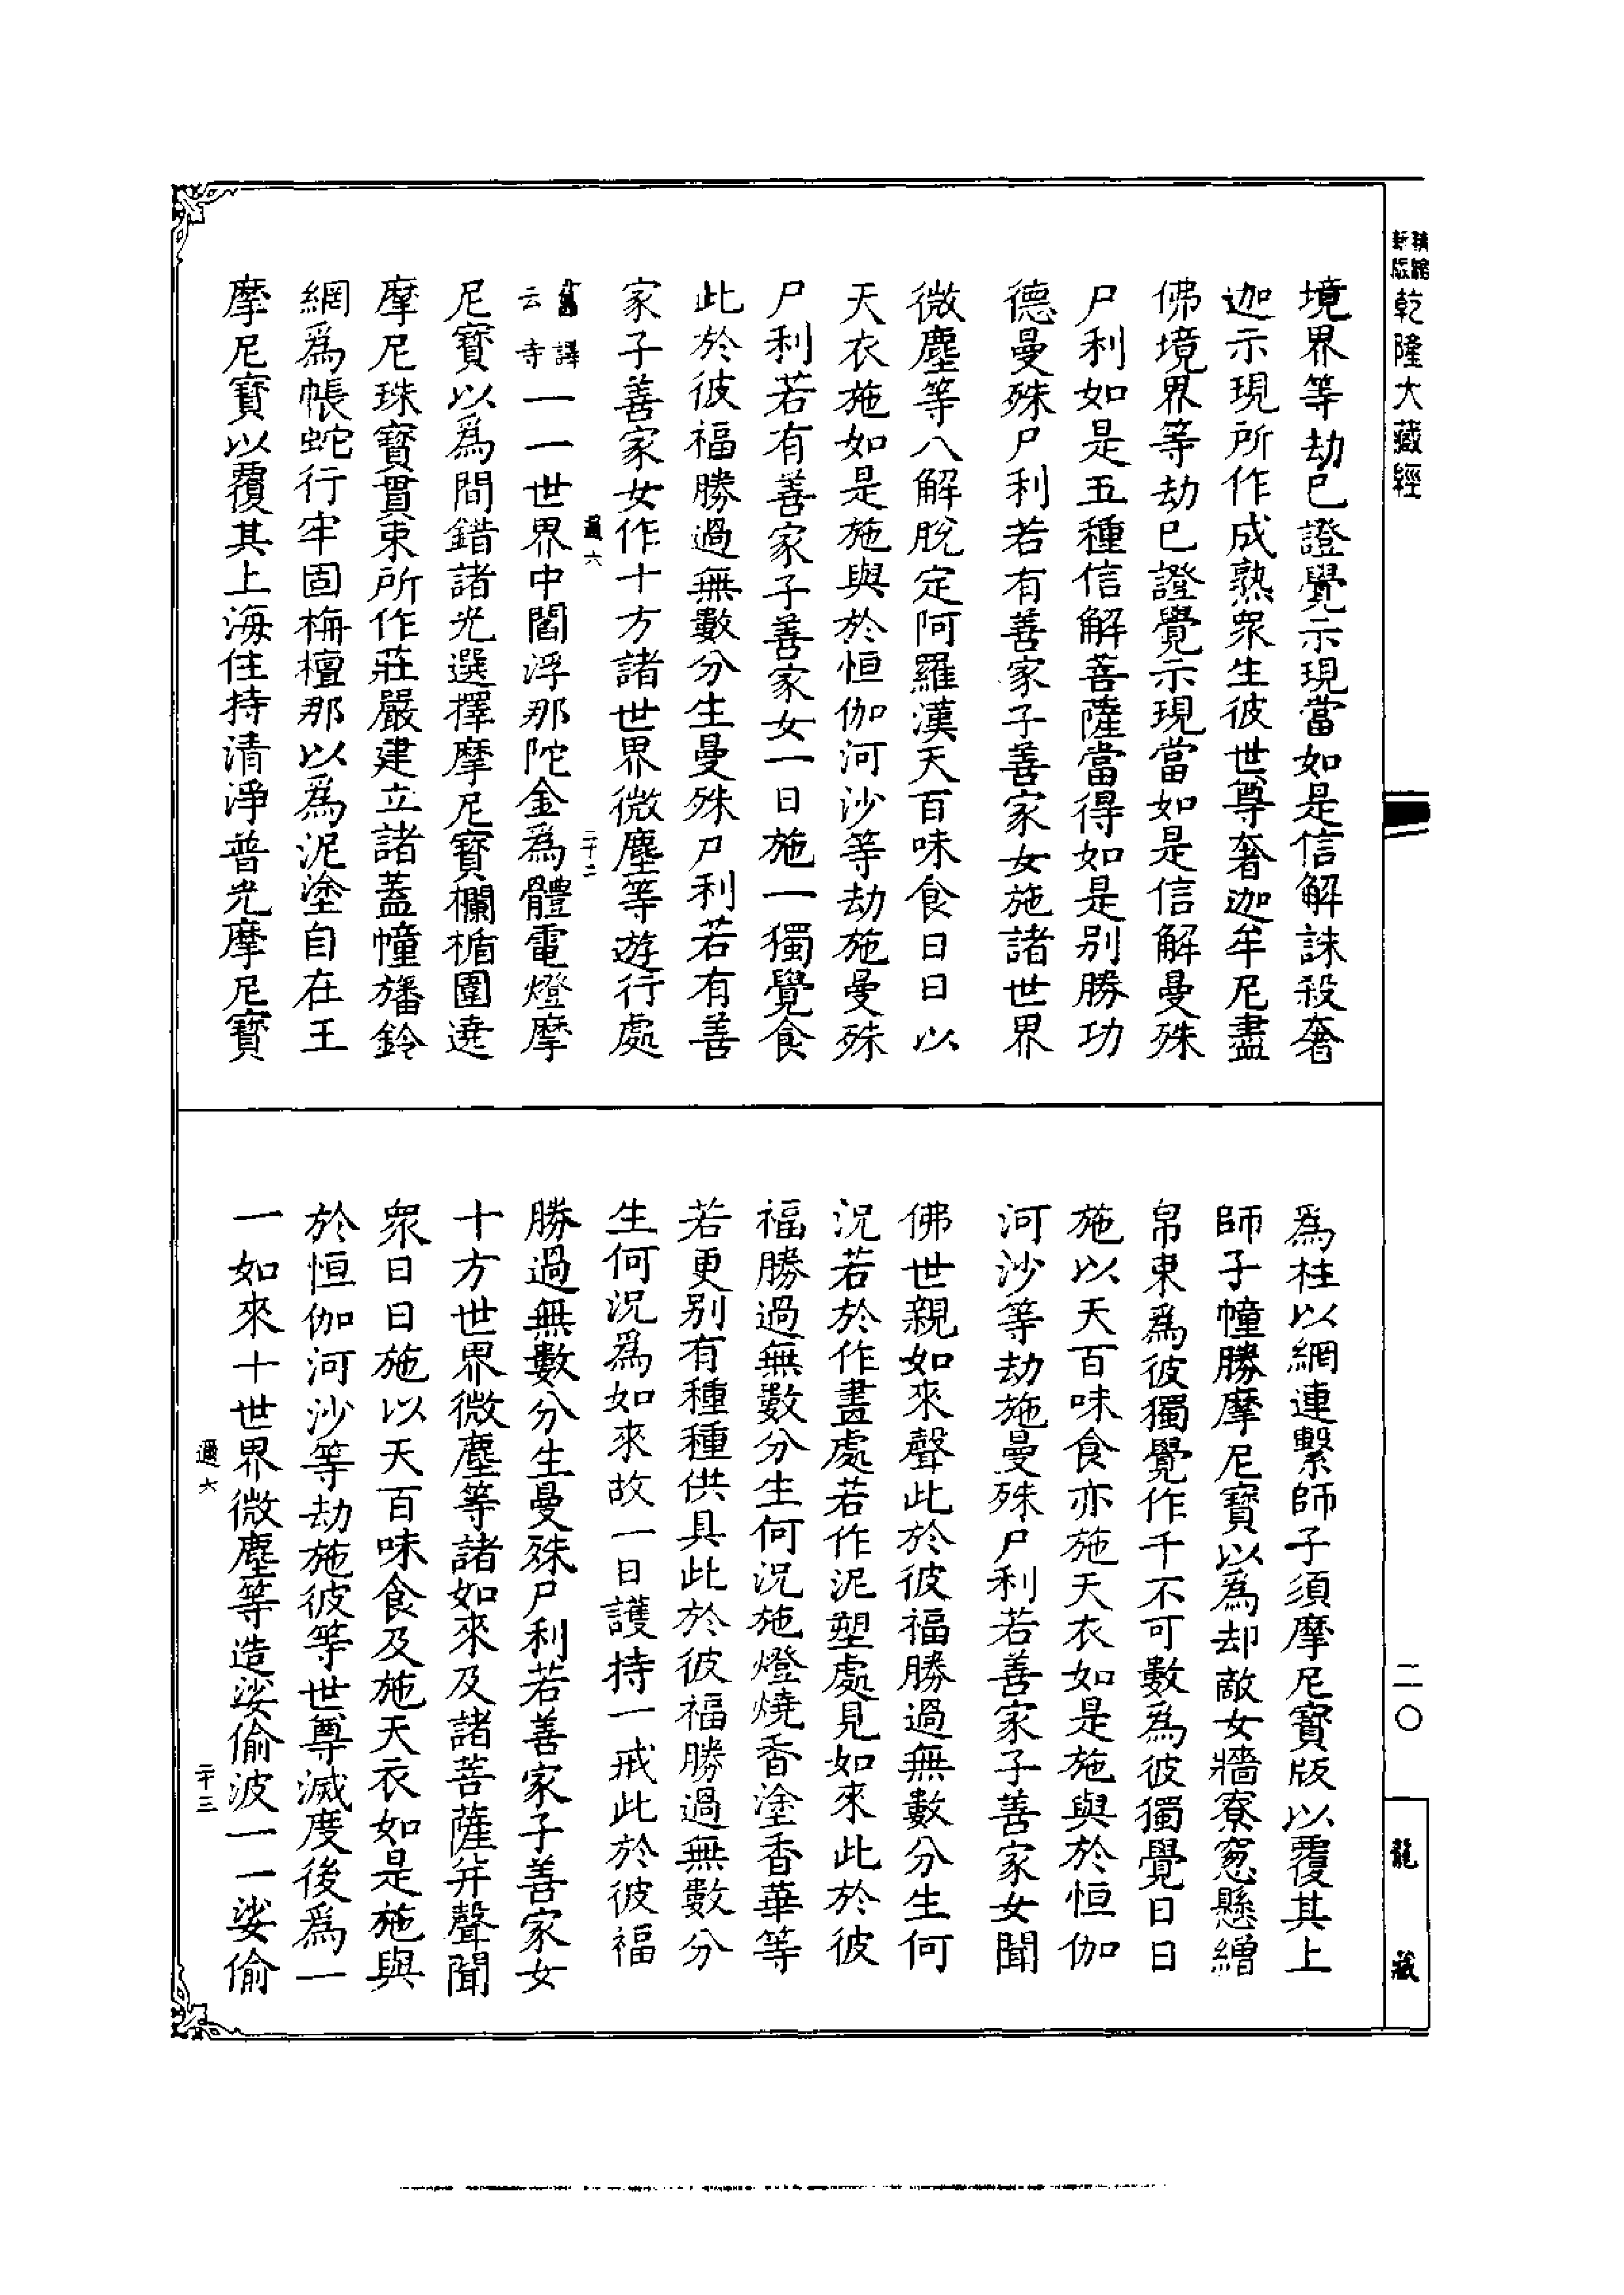 精縮新版乾隆大藏經
境界等劫已證覺示現當如是信解誅殺奢
迦示現所作成熟衆生彼世尊奢迦牟尼盡
佛境界等劫已證覺示現當如是信解曼殊
尸利如是五種信解菩薩當得如是别勝功
德曼殊尸利若有善家子善家女施諸世界
微塵等八解脫定阿羅漢天百味食日日以
天衣施如是施與於恒伽河沙等劫施曼殊
尸利若有善家子善家女一日施一獨覺食
此於彼福勝過無數分生曼殊尸利若有善
家子善家女作十方諸世界微塵等遊行處
邇六
二十二
舊譯云寺一一世界中閻浮那陀金為體電燈摩
尼寶以為間錯諸光選擇摩尼寶欄楯圍遶
摩尼珠寶貫束所作莊嚴建立諸蓋幢旛鈴
網爲帳蛇行牢固栴檀那以為泥塗自在王
摩尼寶以覆其上海住持清淨普光摩尼寶
二〇
龍藏
爲柱以網連繫師子須摩尼寶版以覆其上
師子幢勝摩尼寶以為却敵女牆寮窻懸繒
帛東爲彼獨覺作千不可數為彼獨覺日日
施以天百味食亦施天衣如是施與於恒伽
河沙等劫施曼殊尸利若善家子善家女聞
佛世親如來聲此於彼福勝過無數分生何
況若於作畫處若作泥塑處見如來此於彼
福勝過無數分生何況施燈燒香塗香華等
若更别有種種供具此於彼福勝過無數分
生何況爲如來故一日護持一戒此於彼福
勝過無數分生曼殊尸利若善家子善家女
十方世界微塵等諸如來及諸菩薩并聲聞
衆日日施以天百味食及施天衣如是施與
於恒伽河沙等劫施彼等世尊滅度後為一
一如來十世界微塵等造娑偷波一一娑偷
邇六
二十三